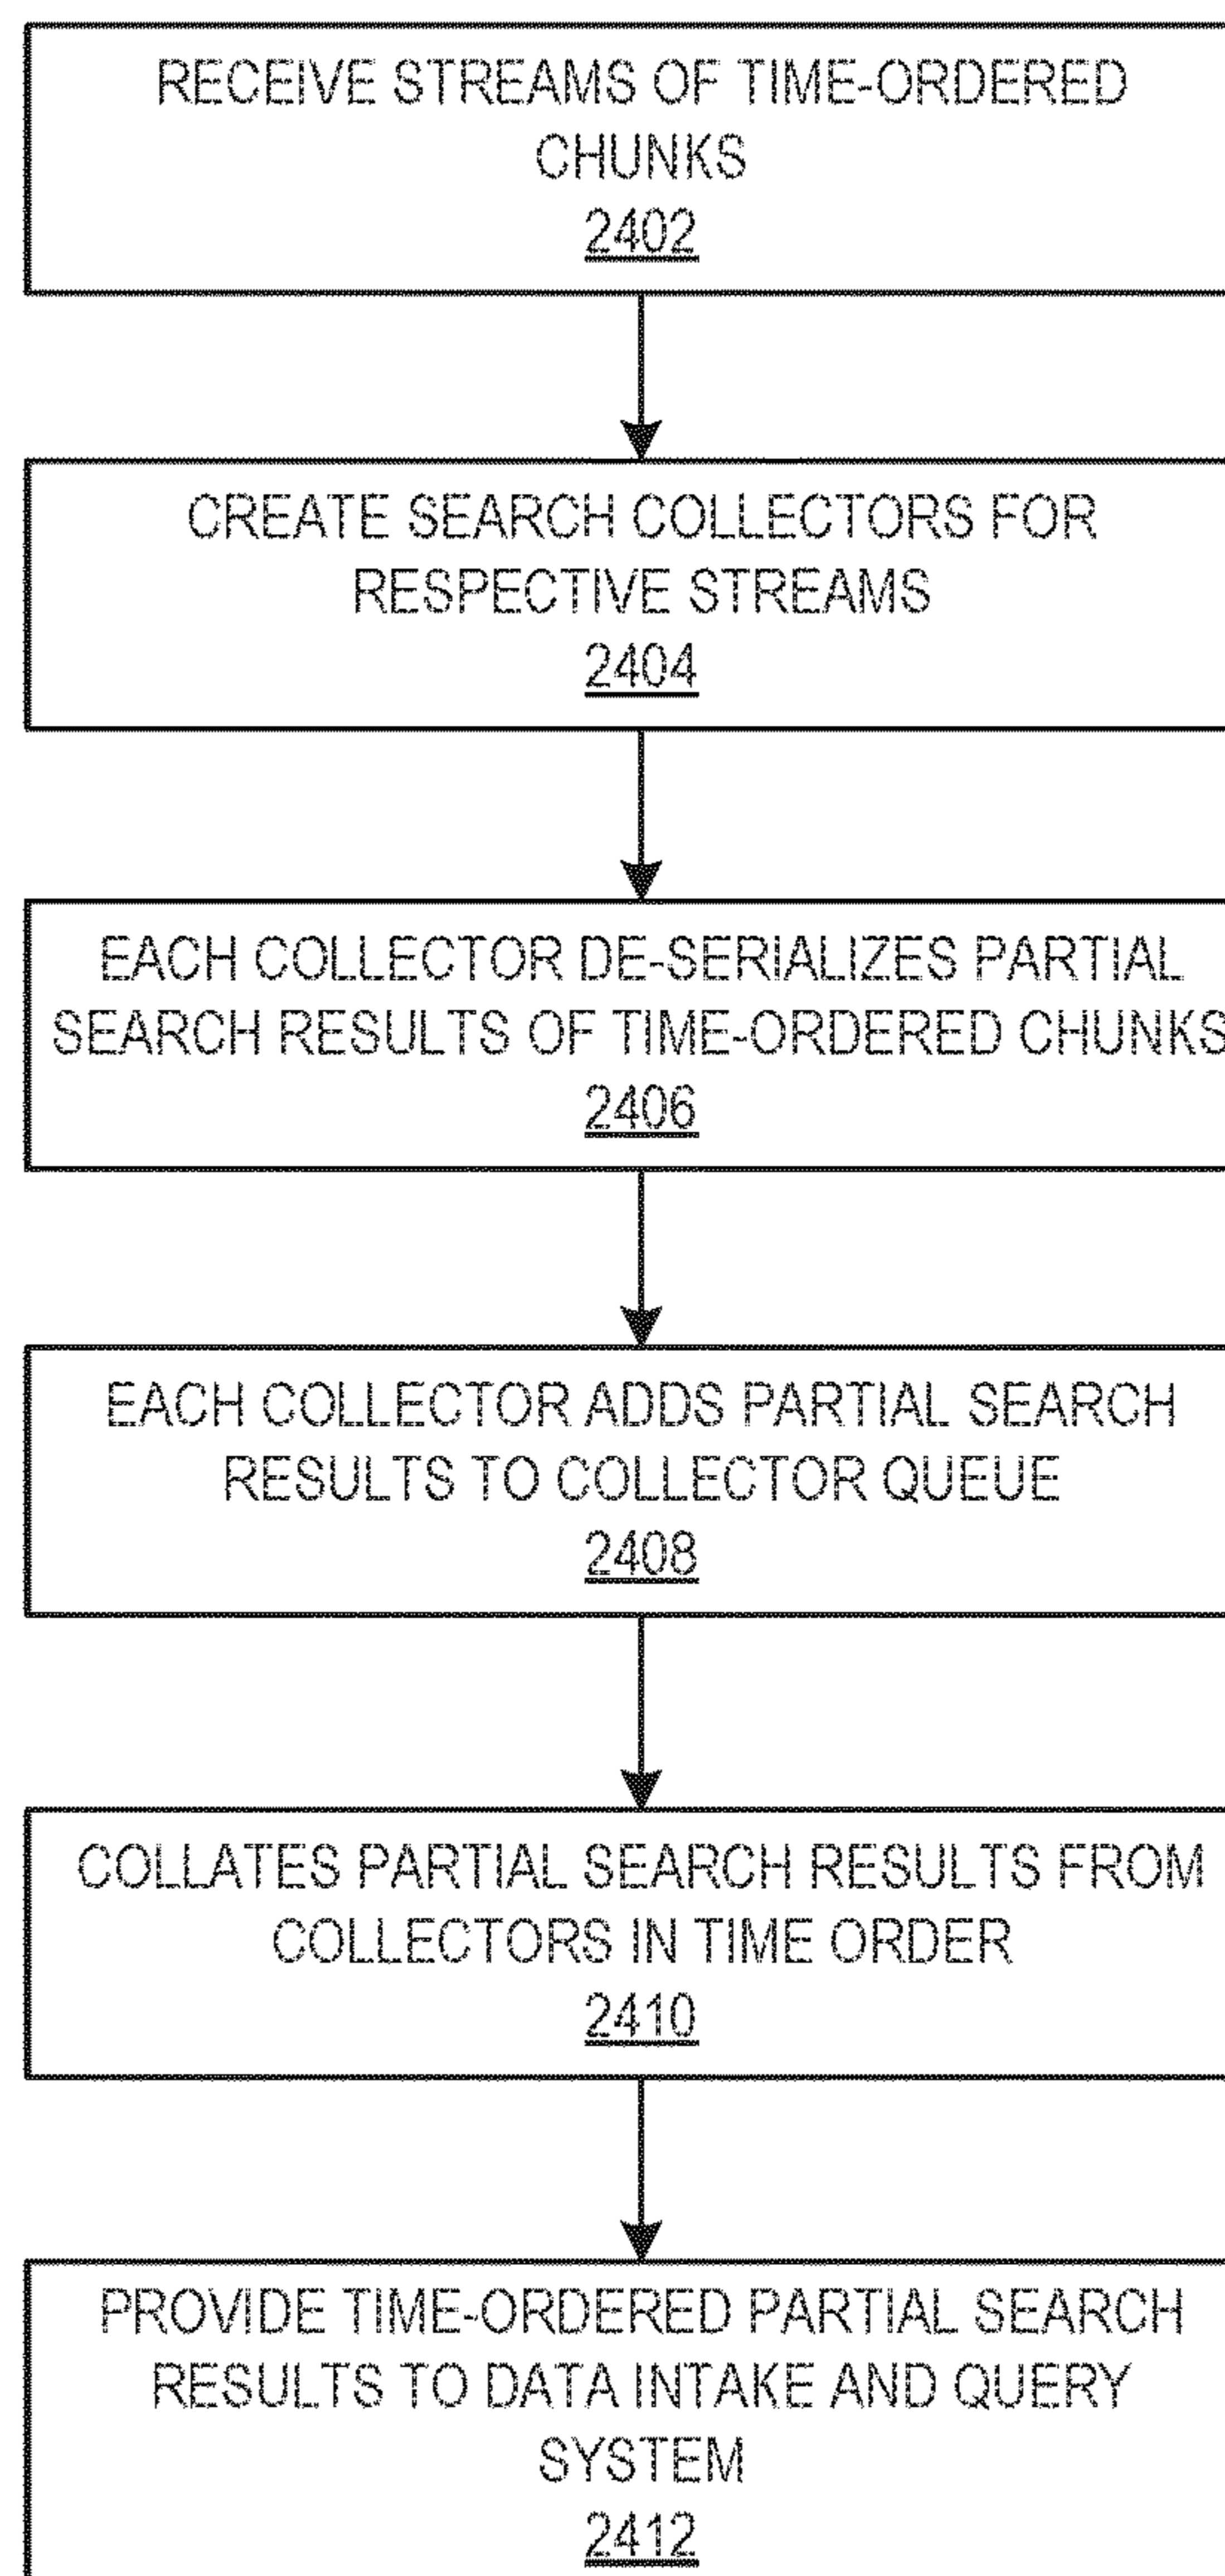 RECEIVE STREAMS OF TIME-ORDERED
CHUNKS
2402
CREATE SEARCH COLLECTORS FOR
RESPECTIVE STREAMS
2404
EACH COLLECTOR DE-SERIALIZES PARTIAL
SEARCH RESULTS OF TIME-ORDERED CHUNKS
2406
EACH COLLECTOR ADDS PARTIAL SEARCH
RESULTS TO COLLECTOR QUEUE
2408
COLLATES PARTIAL SEARCH RESULTS FROM
COLLECTORS IN TIME ORDER
2410
PROVIDE TIME-ORDERED PARTIAL SEARCH
RESULTS TO DATA INTAKE AND QUERY
SYSTEM
2412